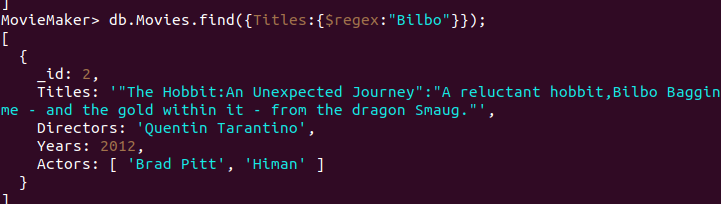 ]
MovieMaker> db.Movies.find({Titles:{$regex:"Bilbo"}});
[
  {
    _id: 2,
    Titles: '"The Hobbit:An Unexpected Journey":"A reluctant hobbit,Bilbo Baggin
me - and the gold within it - from the dragon Smaug."',
    Directors: 'Quentin Tarantino',
    Years: 2012,
    Actors: [ 'Brad Pitt', 'Himan' ]
  }
]